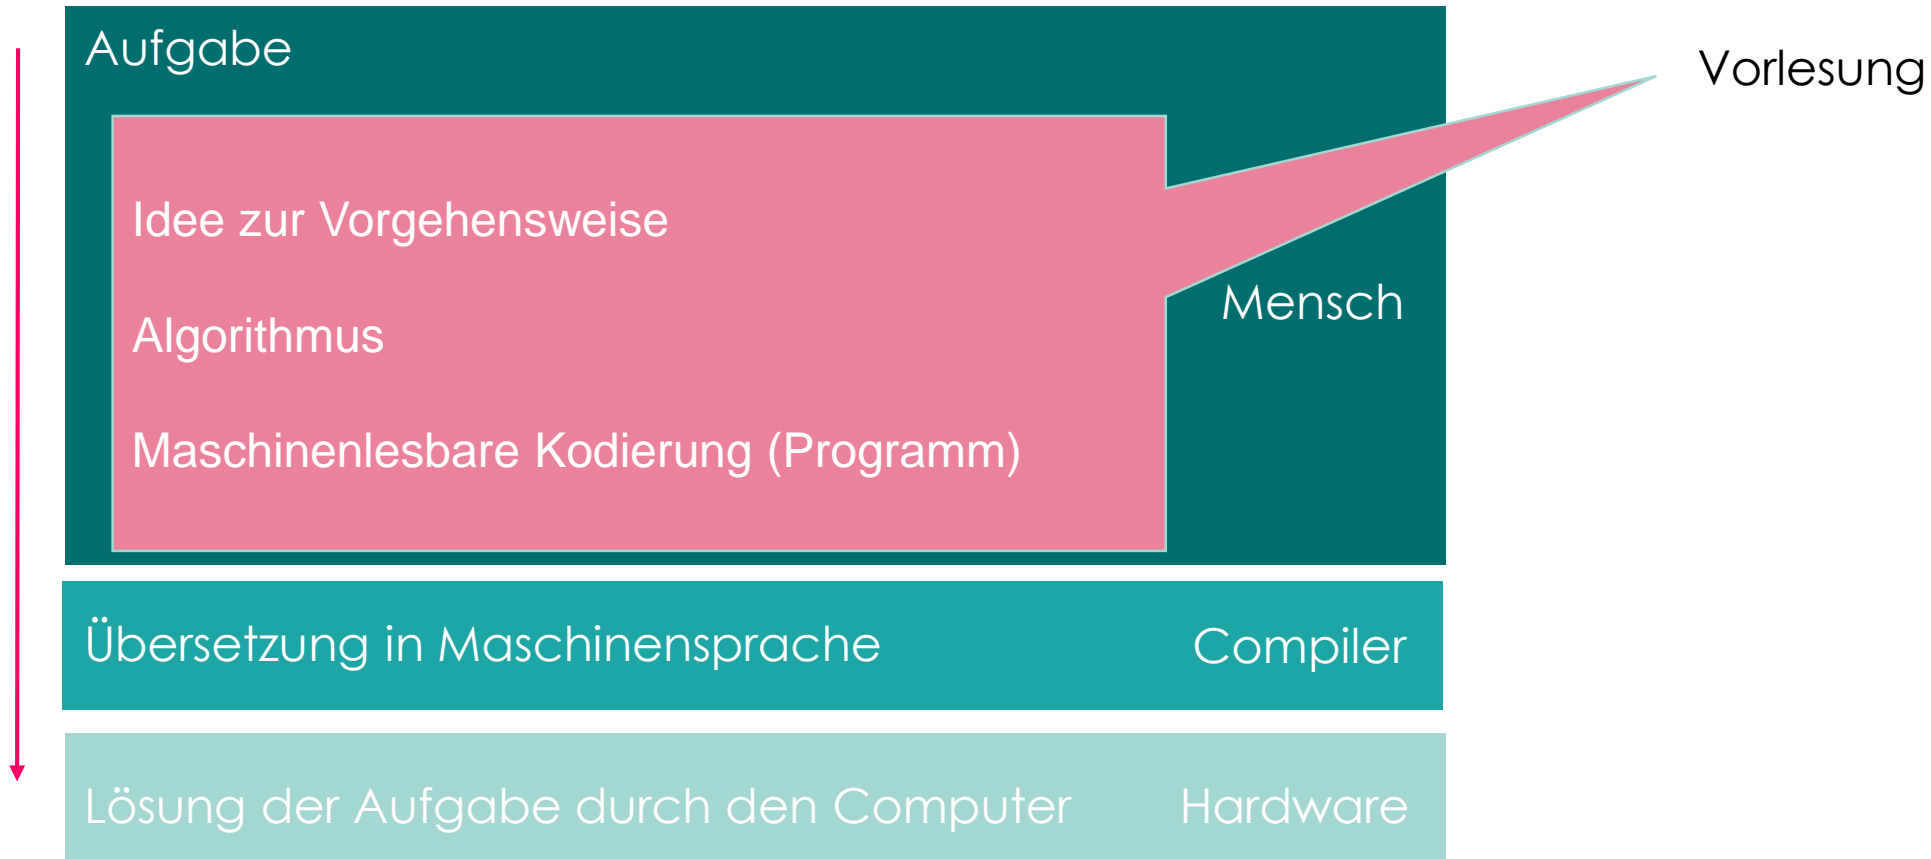 Aufgabe
Vorlesung
Idee zur Vorgehensweise
Mensch
Algorithmus
Maschinenlesbare Kodierung (Programm)
Übersetzung in Maschinensprache
Compiler
Lösung der Aufgabe durch den Computer
Hardware